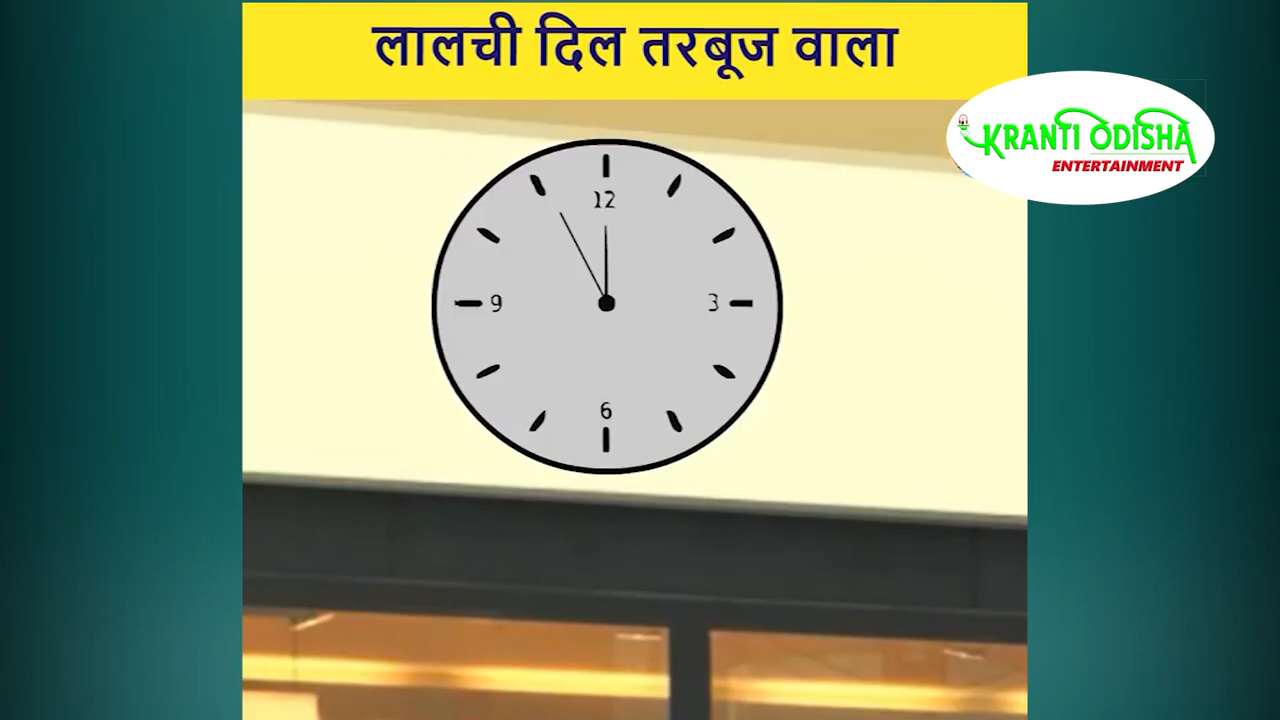 लालची दिल तरबूज वाला
KRANTI ODISHA
ENTERTAINMENT
12
9
3
6